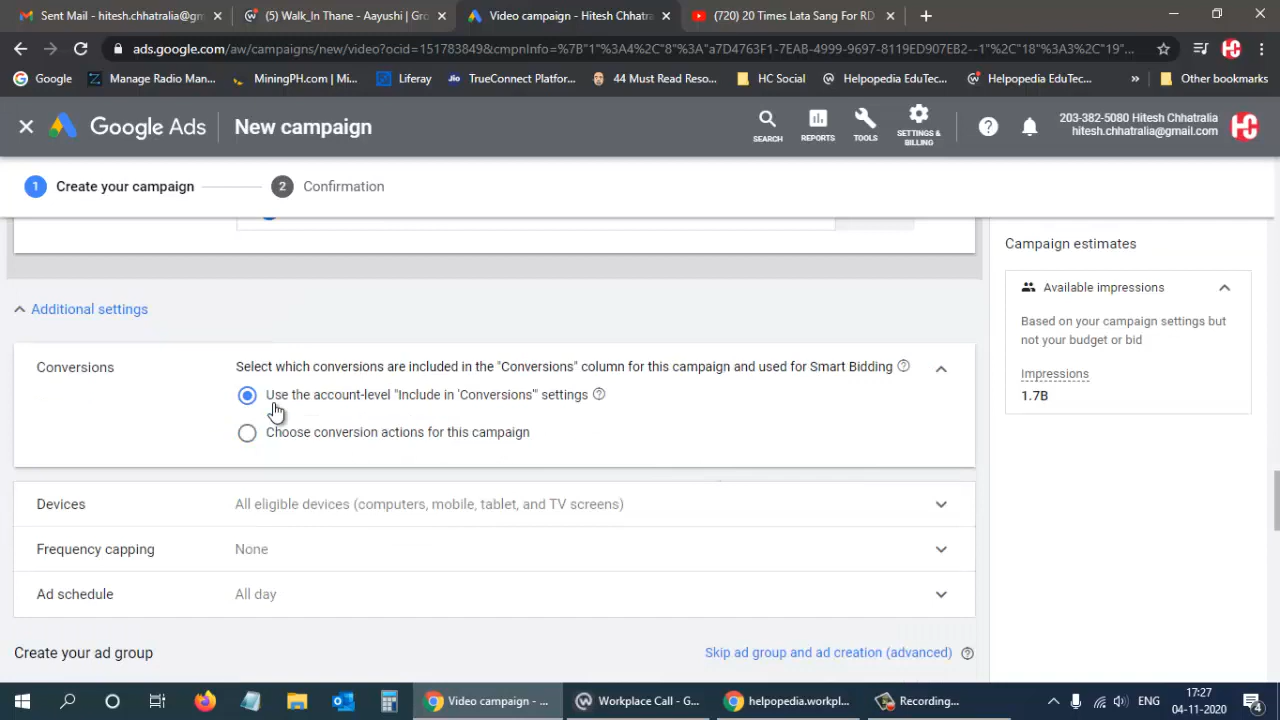 Sent Mail - hitesh.chhatralia@gm
(5) Walk_In Thane - Aayushi | Gro
Video campaign - Hitesh Chhatra
(720) 20 Times Lata Sang For RD
ads.google.com/aw/campaigns/new/video?ocid=151783849&cmpnInfo=%7B"1"%3A4%2C"8"%3A"a7D4763F1-7EAB-4999-9697-8119ED907EB2--1"%2C"18"%3A3%2C"19"...
Google
Manage Radio Man...
MiningPH.com | Mi...
Liferay
TrueConnect Platfor...
44 Must Read Reso...
HC Social
Helpopedia EduTec...
Helpopedia EduTec...
»
Other bookmarks
Google Ads
New campaign
SEARCH
REPORTS
TOOLS
SETTINGS &
BILLING
203-382-5080 Hitesh Chhatralia
hitesh.chhatralia@gmail.com
1 Create your campaign
2 Confirmation
Campaign estimates
Available impressions
Based on your campaign settings but
not your budget or bid
Impressions
1.7B
Additional settings
Conversions
Select which conversions are included in the "Conversions" column for this campaign and used for Smart Bidding
Use the account-level "Include in 'Conversions'" settings
Choose conversion actions for this campaign
Devices
All eligible devices (computers, mobile, tablet, and TV screens)
Frequency capping
None
Ad schedule
All day
Create your ad group
Skip ad group and ad creation (advanced)
Video campaign - ...
Workplace Call - G...
helpopedia.workpl...
Recording...
ENG
17:27
04-11-2020
4